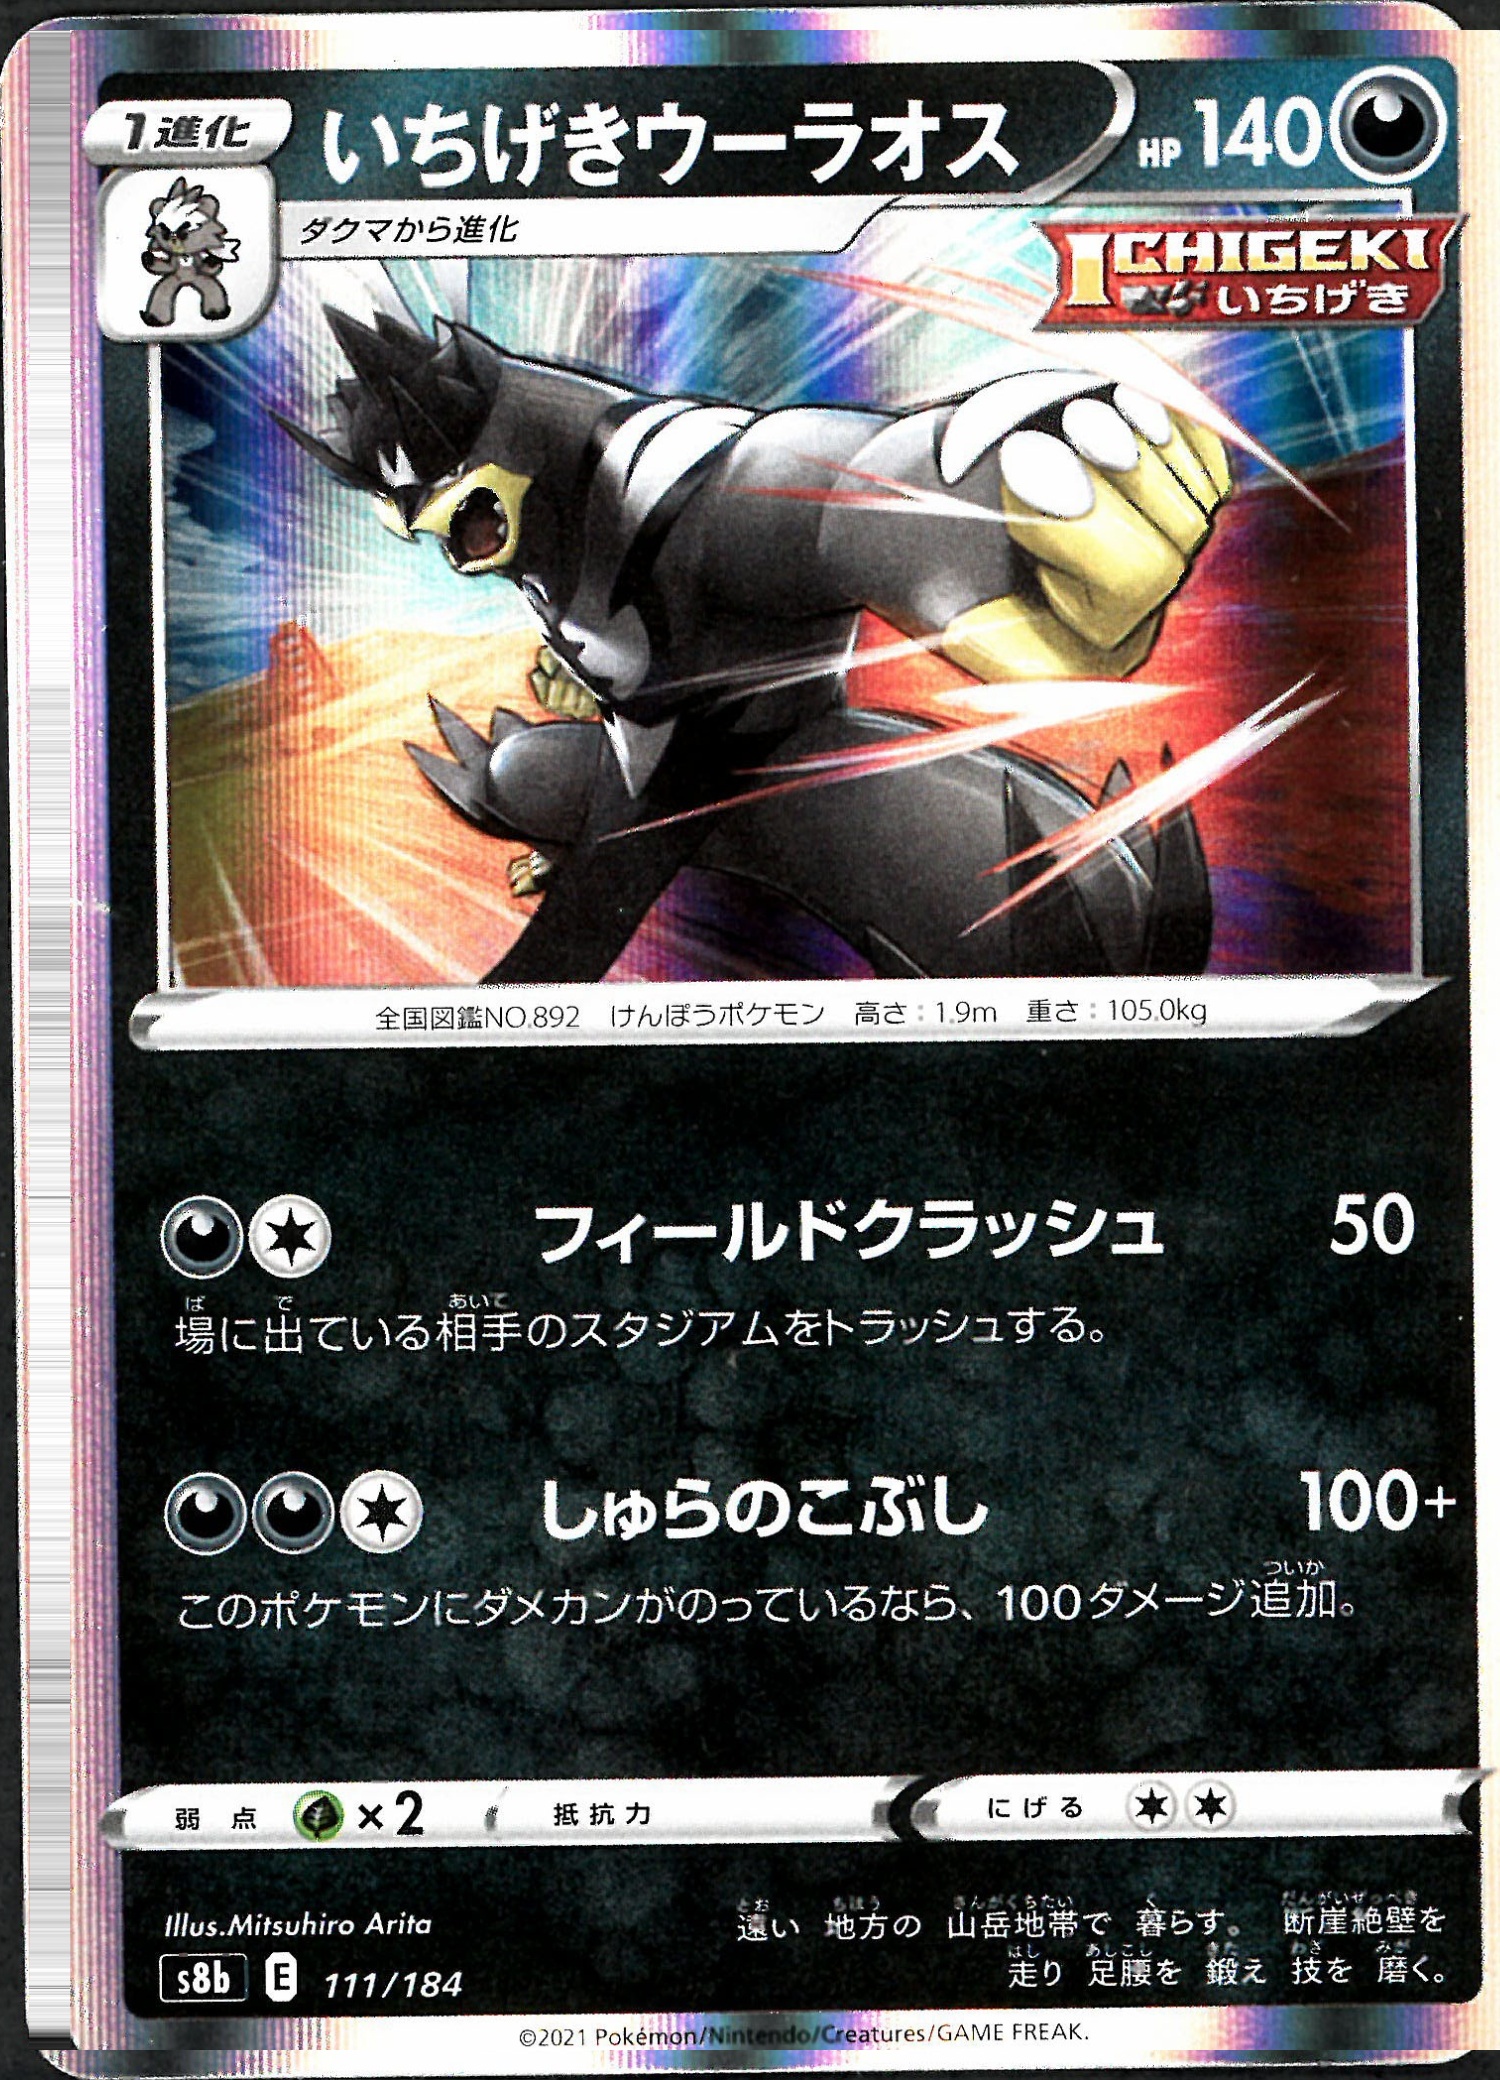 1進化
いちげきウーラオス
HP 140
ダクマから進化
ICHIGEKI
いちげき
全国図鑑NO.892 けんぽうポケモン 高さ:1.9m 重さ:105.0kg
フィールドクラッシュ 50
場に出ている相手のスタジアムをトラッシュする。
しゅらのこぶし 100+
このポケモンにダメカンがのっているなら、100ダメージ追加。
弱点 ×2 抵抗力 にげる
Illus.Mitsuhiro Arita
遠い 地方の 山岳地帯で 暮らす。 断崖絶壁を
走り 足腰を 鍛え 技を 磨く。
s8b E 111/184
©2021 Pokémon/Nintendo/Creatures/GAME FREAK.